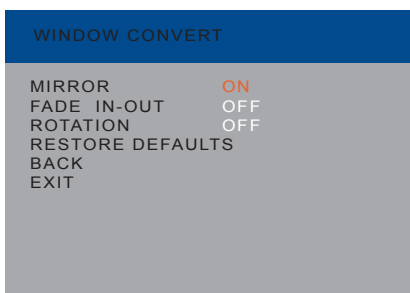 WINDOW CONVERT
MIRROR ON
FADE IN-OUT OFF
ROTATION OFF
RESTORE DEFAULTS
BACK
EXIT